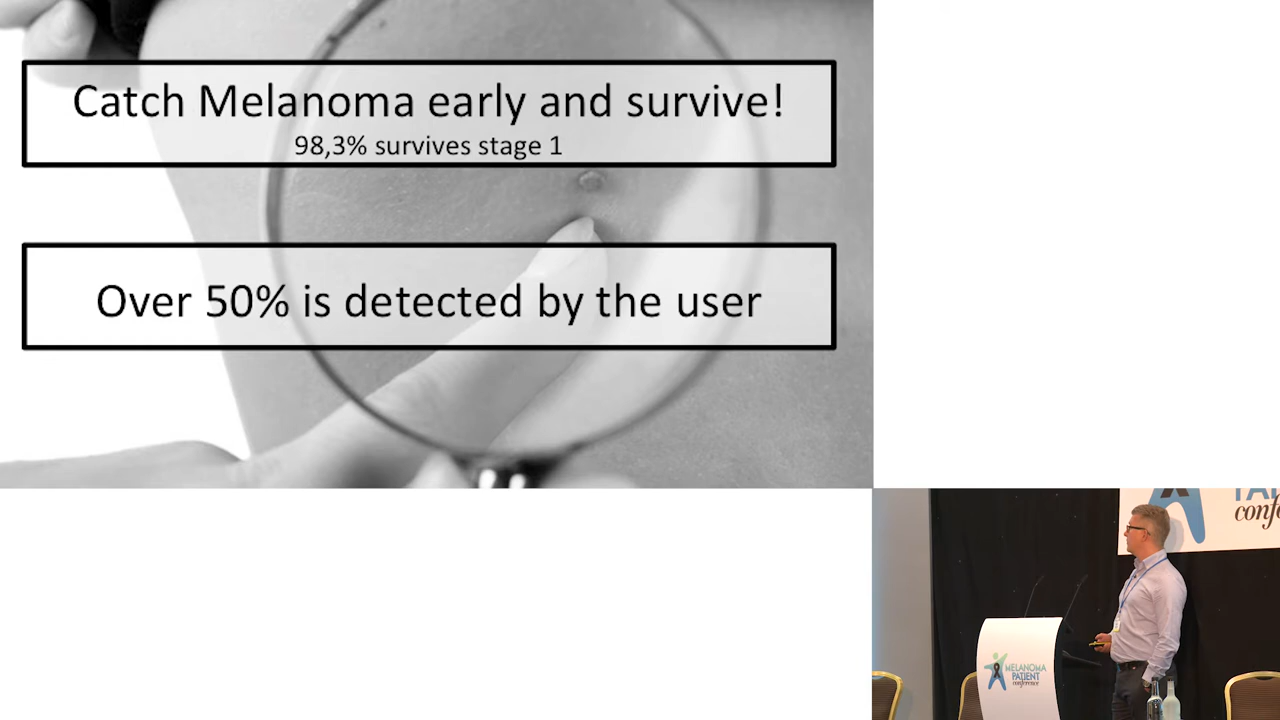 Catch Melanoma early and survive!
98,3% survives stage 1
Over 50% is detected by the user
MELANOMA
PATIENT
conference